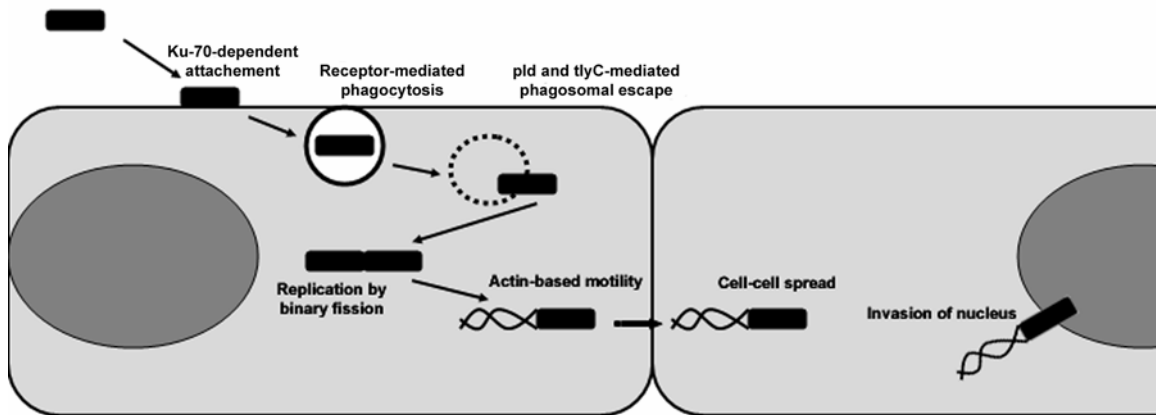 Ku-70-dependent
attachement
Receptor-mediated
phagocytosis
pld and tlyC-mediated
phagosomal escape
Replication by
binary fission
Actin-based motility
Cell-cell spread
Invasion of nucleus